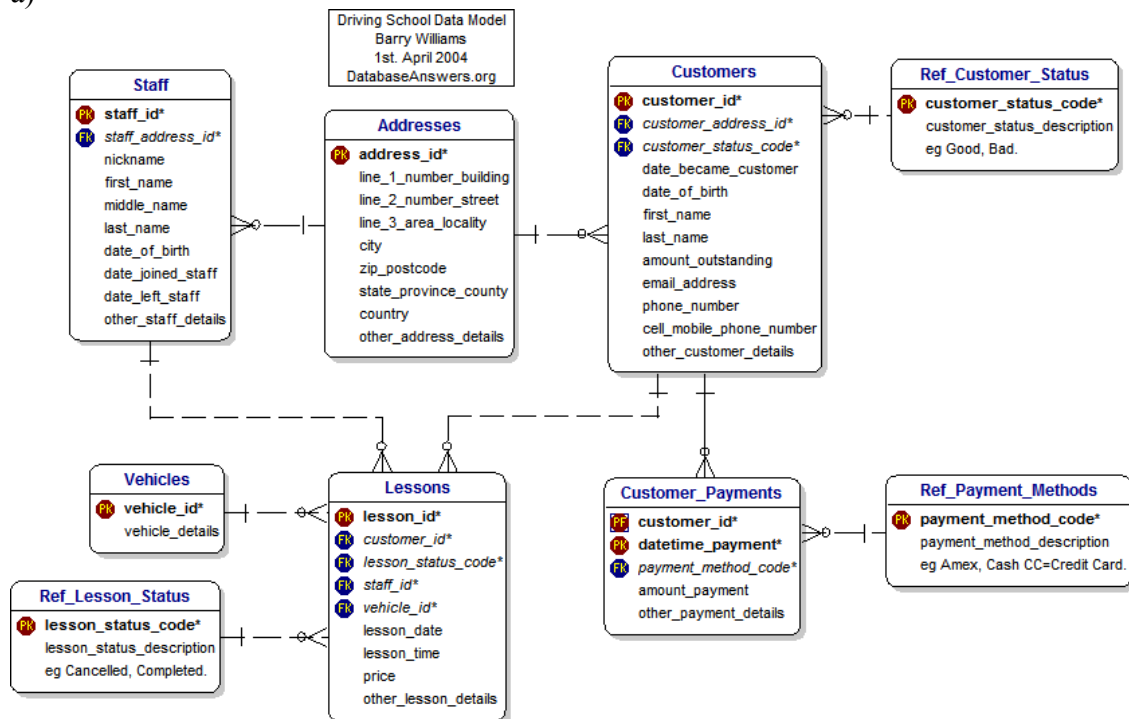 a)
Driving School Data Model
Barry Williams
1st. April 2004
DatabaseAnswers.org
Staff
PK staff_id*
FK staff_address_id*
nickname
first_name
middle_name
last_name
date_of_birth
date_joined_staff
date_left_staff
other_staff_details
Addresses
PK address_id*
line_1_number_building
line_2_number_street
line_3_area_locality
city
zip_postcode
state_province_county
country
other_address_details
Customers
PK customer_id*
FK customer_address_id*
FK customer_status_code*
date_became_customer
date_of_birth
first_name
last_name
amount_outstanding
email_address
phone_number
cell_mobile_phone_number
other_customer_details
Ref_Customer_Status
PK customer_status_code*
customer_status_description
eg Good, Bad.
Vehicles
PK vehicle_id*
vehicle_details
Ref_Lesson_Status
PK lesson_status_code*
lesson_status_description
eg Cancelled, Completed.
Lessons
PK lesson_id*
FK customer_id*
FK lesson_status_code*
FK staff_id*
FK vehicle_id*
lesson_date
lesson_time
price
other_lesson_details
Customer_Payments
PF customer_id*
PK datetime_payment*
FK payment_method_code*
amount_payment
other_payment_details
Ref_Payment_Methods
PK payment_method_code*
payment_method_description
eg Amex, Cash CC=Credit Card.